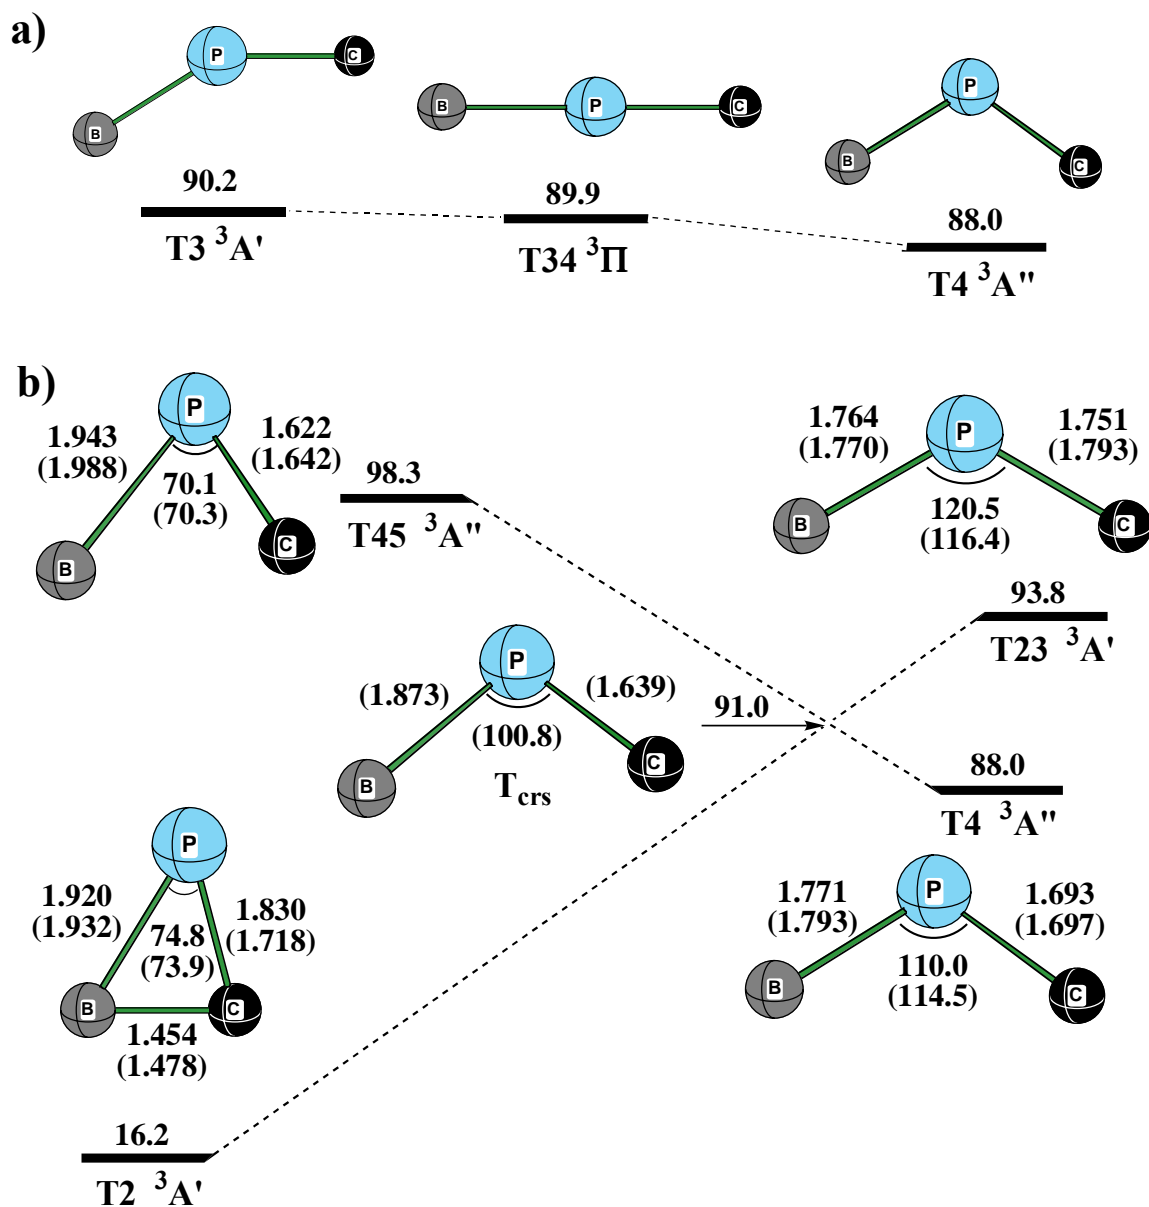 a)
P
C
B
B
P
C
P
B
C
90.2
T3 ³A'
89.9
T34 ³Π
88.0
T4 ³A"
b)
P
1.943
(1.988)
1.622
(1.642)
70.1
(70.3)
B
C
98.3
T45 ³A"
P
1.764
(1.770)
1.751
(1.793)
120.5
(116.4)
B
C
93.8
T23 ³A'
P
(1.873)
(1.639)
(100.8)
B
C
T_crs
91.0
88.0
T4 ³A"
P
1.920
(1.932)
1.830
(1.718)
74.8
(73.9)
B
C
1.454
(1.478)
P
1.771
(1.793)
1.693
(1.697)
110.0
(114.5)
B
C
16.2
T2 ³A'